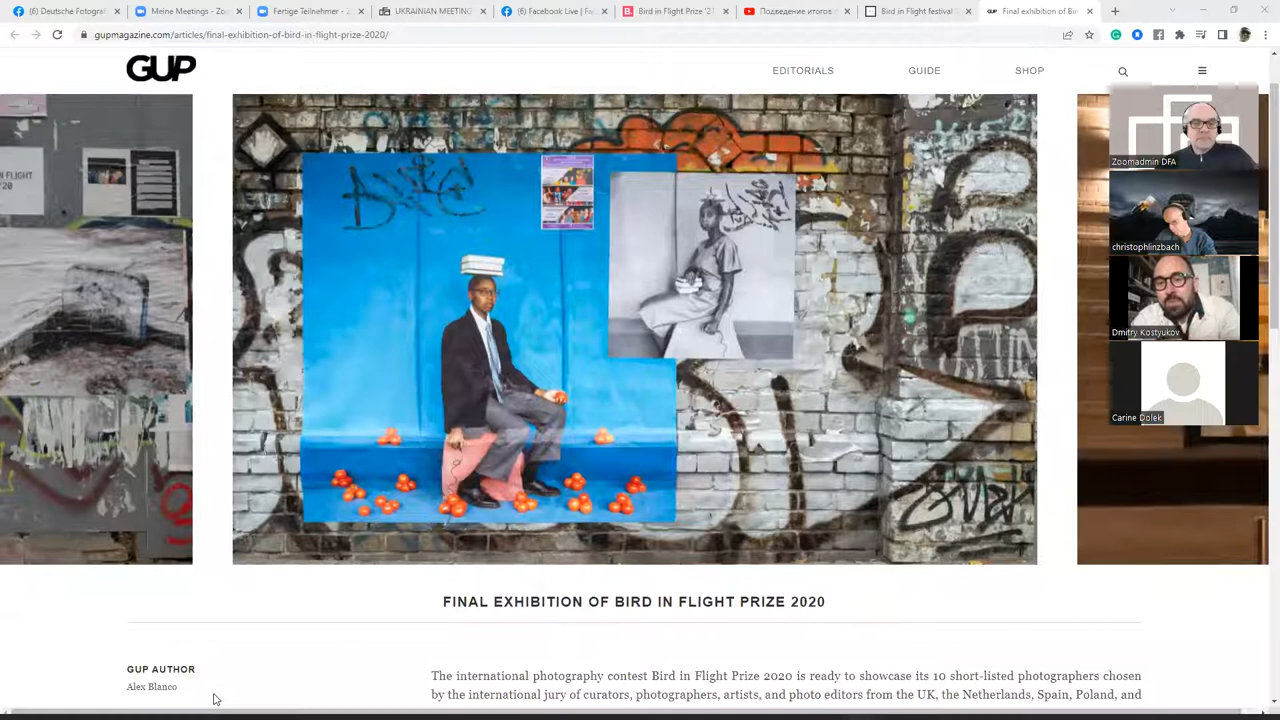 (6) Deutsche Fotograf
Meine Meetings - Zoo
Fertige Teilnehmer - Z
UKRAINIAN MEETING
(6) Facebook Live | Fac
Bird in Flight Prize '21
Подведение итогов
Bird in Flight festival
Final exhibition of Bir
gupmagazine.com/articles/final-exhibition-of-bird-in-flight-prize-2020/
GUP
EDITORIALS
GUIDE
SHOP
Zoomadmin DFA
christophlinzbach
Dmitry Kostyukov
Carine Dolek
N FLIGHT
'20
FINAL EXHIBITION OF BIRD IN FLIGHT PRIZE 2020
GUP AUTHOR
Alex Blanco
The international photography contest Bird in Flight Prize 2020 is ready to showcase its 10 short-listed photographers chosen
by the international jury of curators, photographers, artists, and photo editors from the UK, the Netherlands, Spain, Poland, and